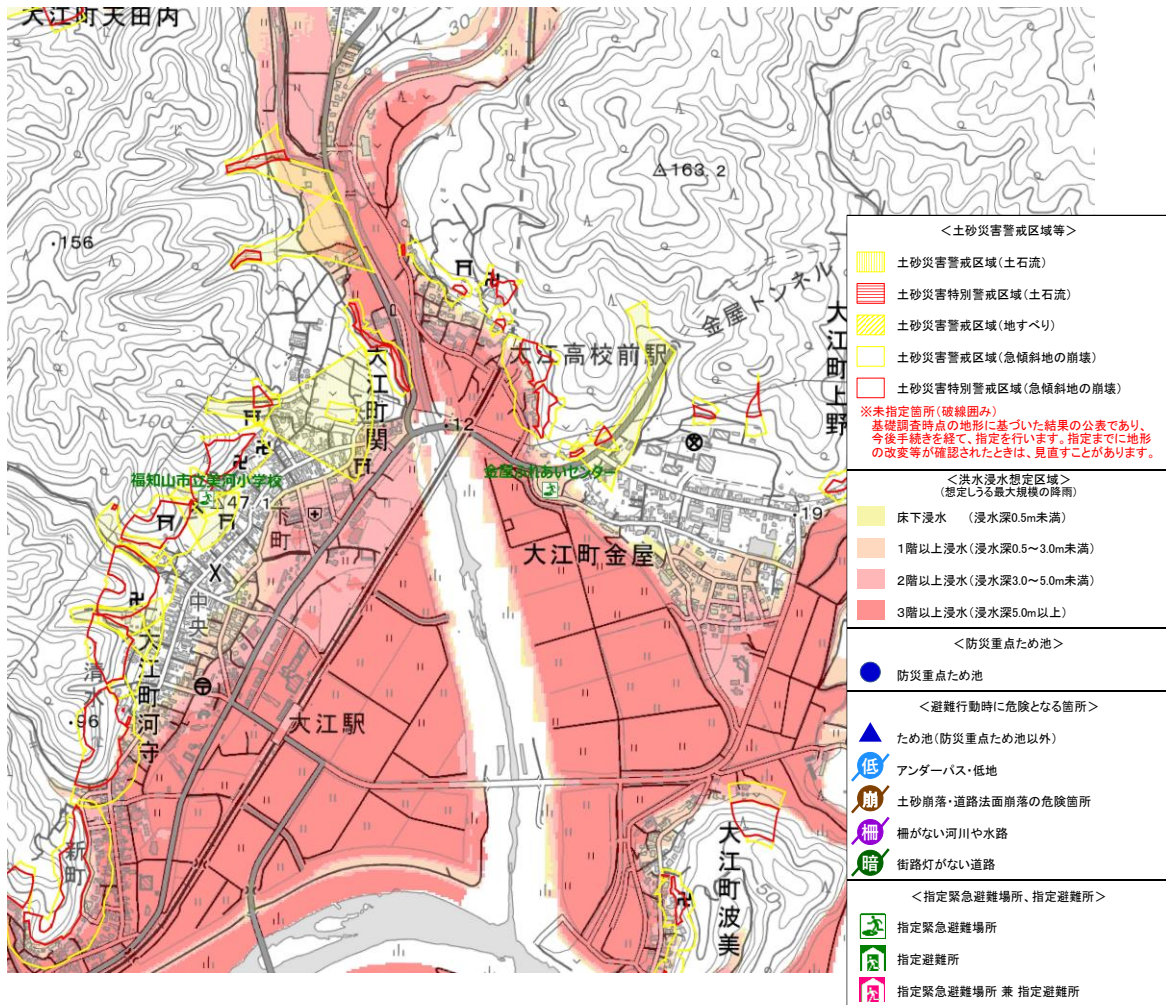 大江町天田内
30
163.2
100
156
金屋トンネル
大江町上野
大江高校前駅
大江町関
12
100
福知山市立美河小学校
金屋ふれあいセンター
47.1
下町
19
大江町金屋
中央
清水
大江町河守
96
大江駅
新町
大江町波美
50
<土砂災害警戒区域等>
土砂災害警戒区域(土石流)
土砂災害特別警戒区域(土石流)
土砂災害警戒区域(地すべり)
土砂災害警戒区域(急傾斜地の崩壊)
土砂災害特別警戒区域(急傾斜地の崩壊)
※未指定箇所(破線囲み)
基礎調査時点の地形に基づいた結果の公表であり、
今後手続きを経て、指定を行います。指定までに地形
の改変等が確認されたときは、見直すことがあります。
<洪水浸水想定区域>
(想定しうる最大規模の降雨)
床下浸水 (浸水深0.5m未満)
1階以上浸水(浸水深0.5~3.0m未満)
2階以上浸水(浸水深3.0~5.0m未満)
3階以上浸水(浸水深5.0m以上)
<防災重点ため池>
防災重点ため池
<避難行動時に危険となる箇所>
ため池(防災重点ため池以外)
低 アンダーパス・低地
崩 土砂崩落・道路法面崩落の危険箇所
柵 柵がない河川や水路
暗 街路灯がない道路
<指定緊急避難場所、指定避難所>
指定緊急避難場所
指定避難所
指定緊急避難場所 兼 指定避難所